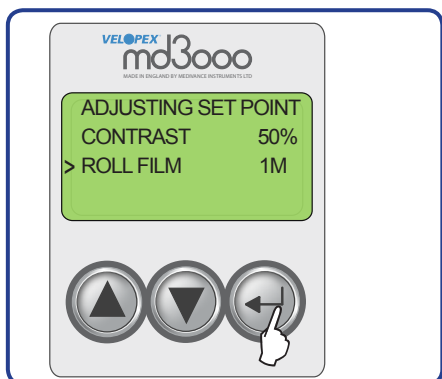 VELOPEX
md3000
MADE IN ENGLAND BY MEDIVANCE INSTRUMENTS LTD
ADJUSTING SET POINT
CONTRAST 50%
> ROLL FILM 1M